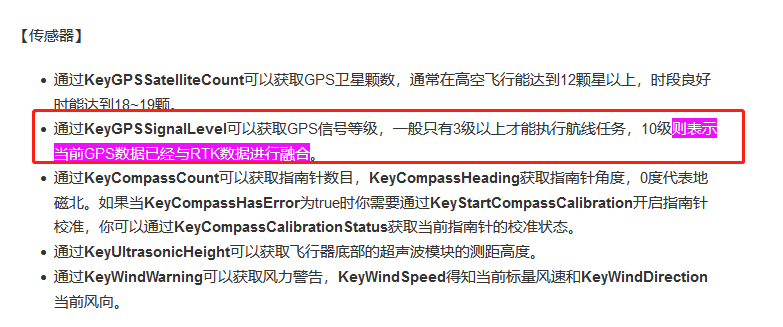 【传感器】
• 通过KeyGPSSatelliteCount可以获取GPS卫星颗数，通常在高空飞行能达到12颗星以上，时段良好
时能达到18~19颗。
• 通过KeyGPSSignalLevel可以获取GPS信号等级，一般只有3级以上才能执行航线任务，10级则表示
当前GPS数据已经与RTK数据进行融合。
• 通过KeyCompassCount可以获取指南针数目，KeyCompassHeading获取指南针角度，0度代表地
磁北。如果当KeyCompassHasError为true时你需要通过KeyStartCompassCalibration开启指南针
校准，你可以通过KeyCompassCalibrationStatus获取当前指南针的校准状态。
• 通过KeyUltrasonicHeight可以获取飞行器底部的超声波模块的测距高度。
• 通过KeyWindWarning可以获取风力警告，KeyWindSpeed得知当前标量风速和KeyWindDirection
当前风向。